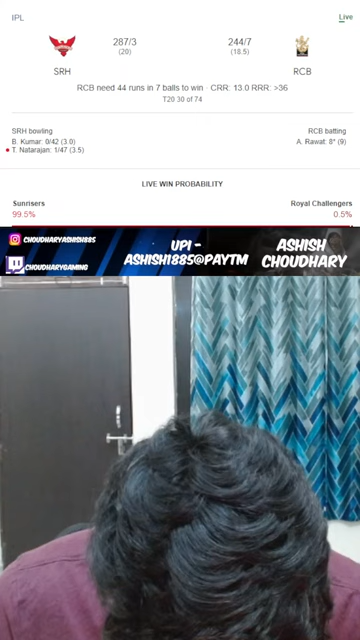 IPL
Live
287/3
(20)
244/7
(18.5)
SRH
RCB
RCB need 44 runs in 7 balls to win · CRR: 13.0 RRR: >36
T20 30 of 74
SRH bowling
RCB batting
B. Kumar: 0/42 (3.0)
A. Rawat: 8* (9)
T. Natarajan: 1/47 (3.5)
LIVE WIN PROBABILITY
Sunrisers
Royal Challengers
99.5%
0.5%
CHOUDHARYASHISH885
CHOUDHARYGAMING
UPI -
ASHISH1885@PAYTM
ASHISH
CHOUDHARY